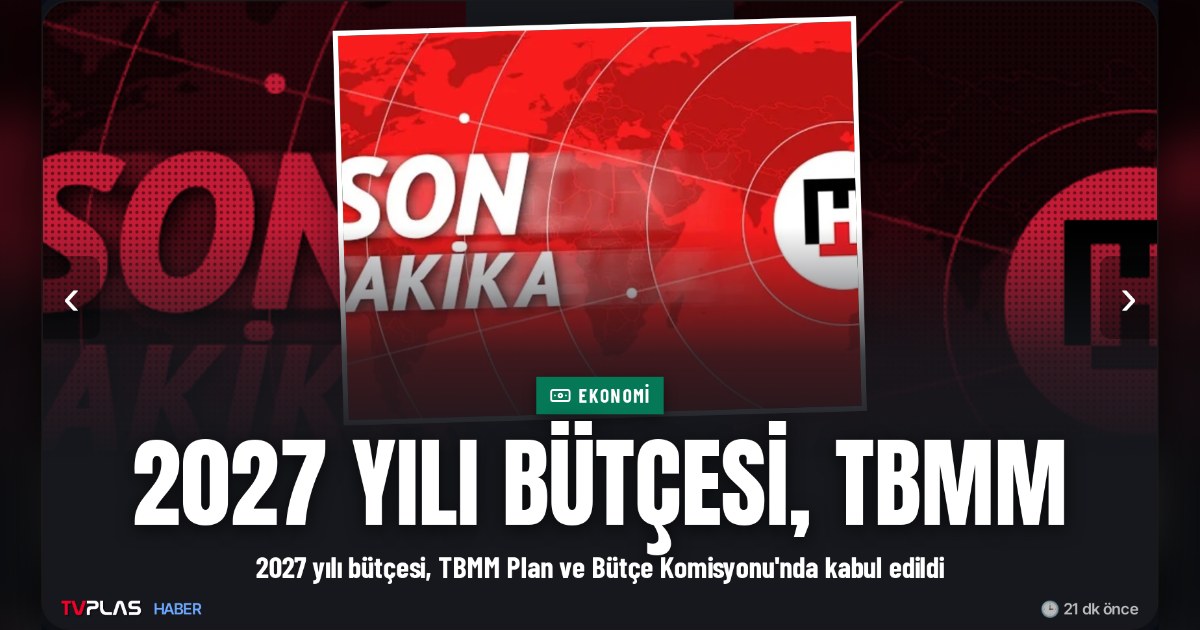 SON
AKİKA
EKONOMİ
2027 YILI BÜTÇESİ, TBMM
2027 yılı bütçesi, TBMM Plan ve Bütçe Komisyonu'nda kabul edildi
TVPLAS HABER
21 dk önce